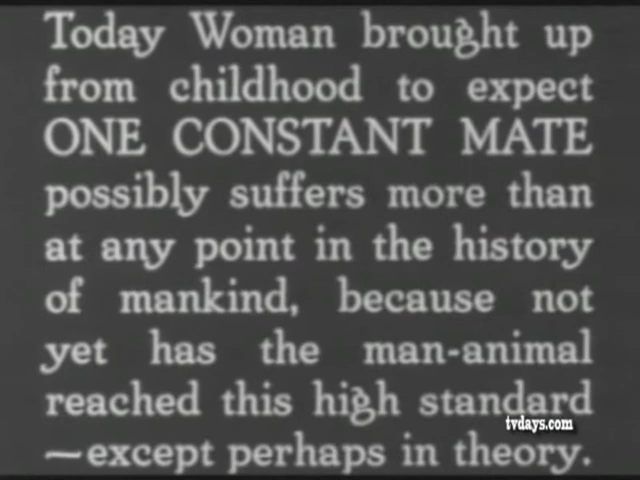 Today Woman brought up
from childhood to expect
ONE CONSTANT MATE
possibly suffers more than
at any point in the history
of mankind, because not
yet has the man-animal
reached this high standard
tvdays.com
—except perhaps in theory.